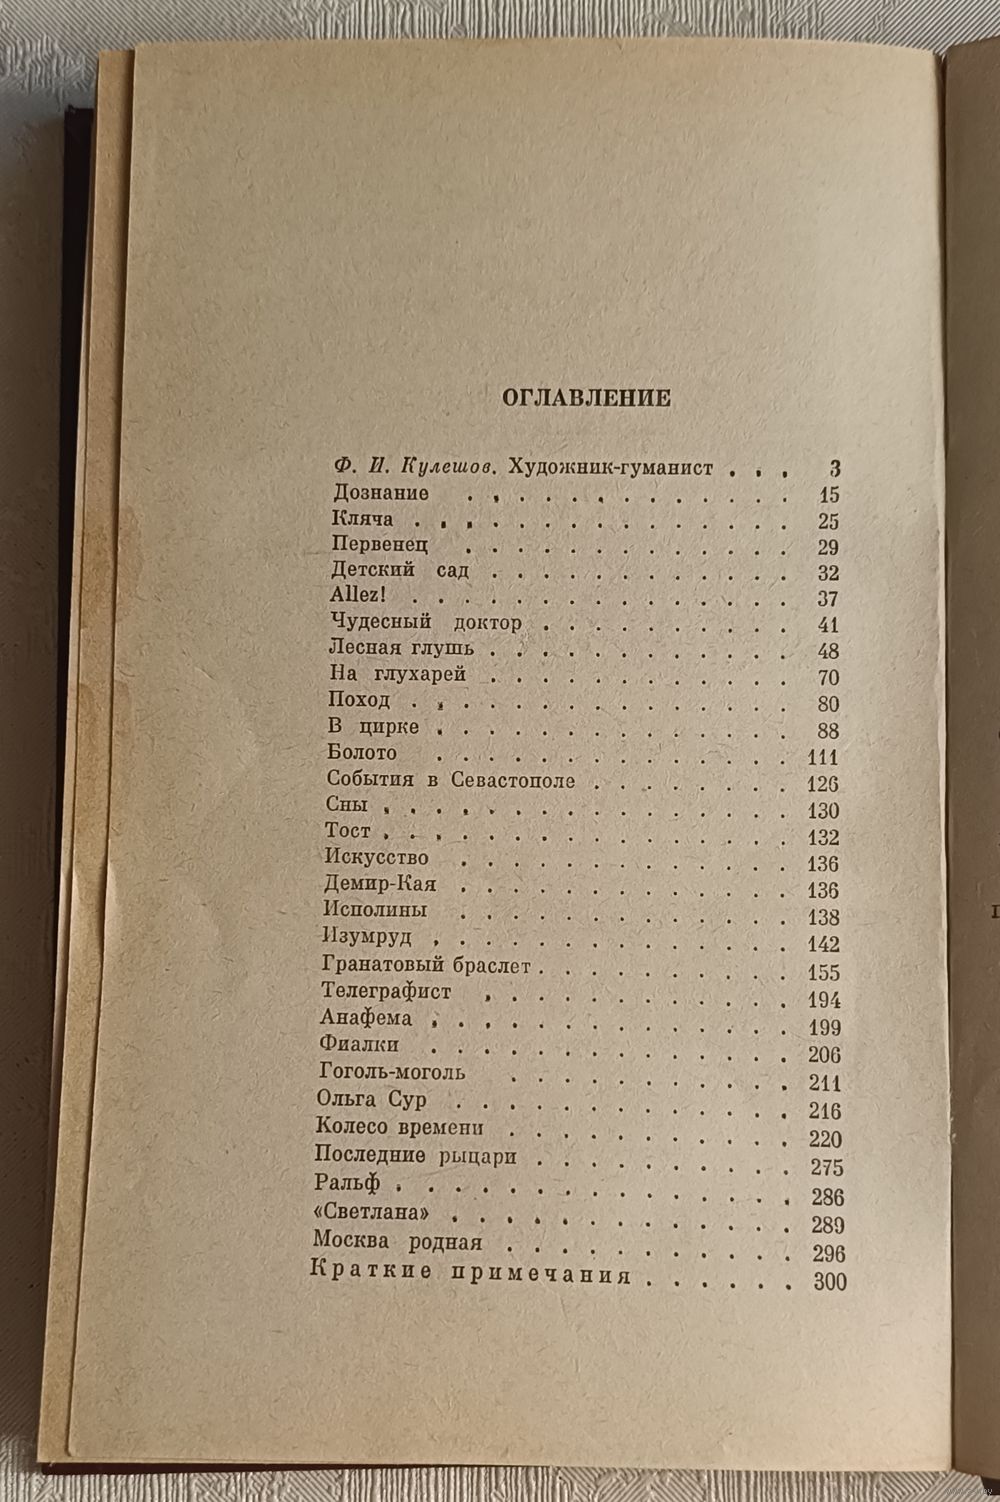 ОГЛАВЛЕНИЕ
Ф. И. Кулешов. Художник-гуманист . . . 3
Дознание . . . . . . . . . . . . . 15
Кляча . . . . . . . . . . . . . . . 25
Первенец . . . . . . . . . . . . . 29
Детский сад . . . . . . . . . . . . 32
Allez! . . . . . . . . . . . . . . . 37
Чудесный доктор . . . . . . . . . . 41
Лесная глушь . . . . . . . . . . . . 48
На глухарей . . . . . . . . . . . . 70
Поход . . . . . . . . . . . . . . . 80
В цирке . . . . . . . . . . . . . . 88
Болото . . . . . . . . . . . . . . 111
События в Севастополе . . . . . . . . 126
Сны . . . . . . . . . . . . . . . . 130
Тост . . . . . . . . . . . . . . . . 132
Искусство . . . . . . . . . . . . . 136
Демир-Кая . . . . . . . . . . . . . 136
Исполины . . . . . . . . . . . . . 138
Изумруд . . . . . . . . . . . . . . 142
Гранатовый браслет . . . . . . . . . . 155
Телеграфист . . . . . . . . . . . . 194
Анафема . . . . . . . . . . . . . . 199
Фиалки . . . . . . . . . . . . . . 206
Гоголь-моголь . . . . . . . . . . . 211
Ольга Сур . . . . . . . . . . . . . 216
Колесо времени . . . . . . . . . . . 220
Последние рыцари . . . . . . . . . . 275
Ральф . . . . . . . . . . . . . . . 286
«Светлана» . . . . . . . . . . . . . 289
Москва родная . . . . . . . . . . . 296
Краткие примечания . . . . . . 300